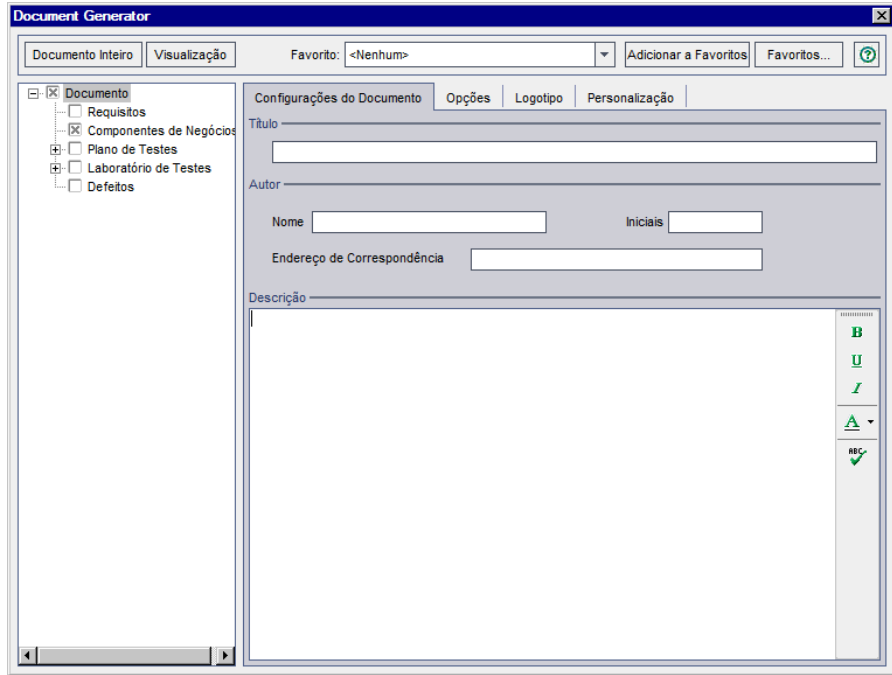 Document Generator
Documento Inteiro Visualização Favorito: <Nenhum> Adicionar a Favoritos Favoritos... ?
Documento
Requisitos
Componentes de Negócios
Plano de Testes
Laboratório de Testes
Defeitos
Configurações do Documento Opções Logotipo Personalização
Título
Autor
Nome Iniciais
Endereço de Correspondência
Descrição
B
U
I
A
ABC